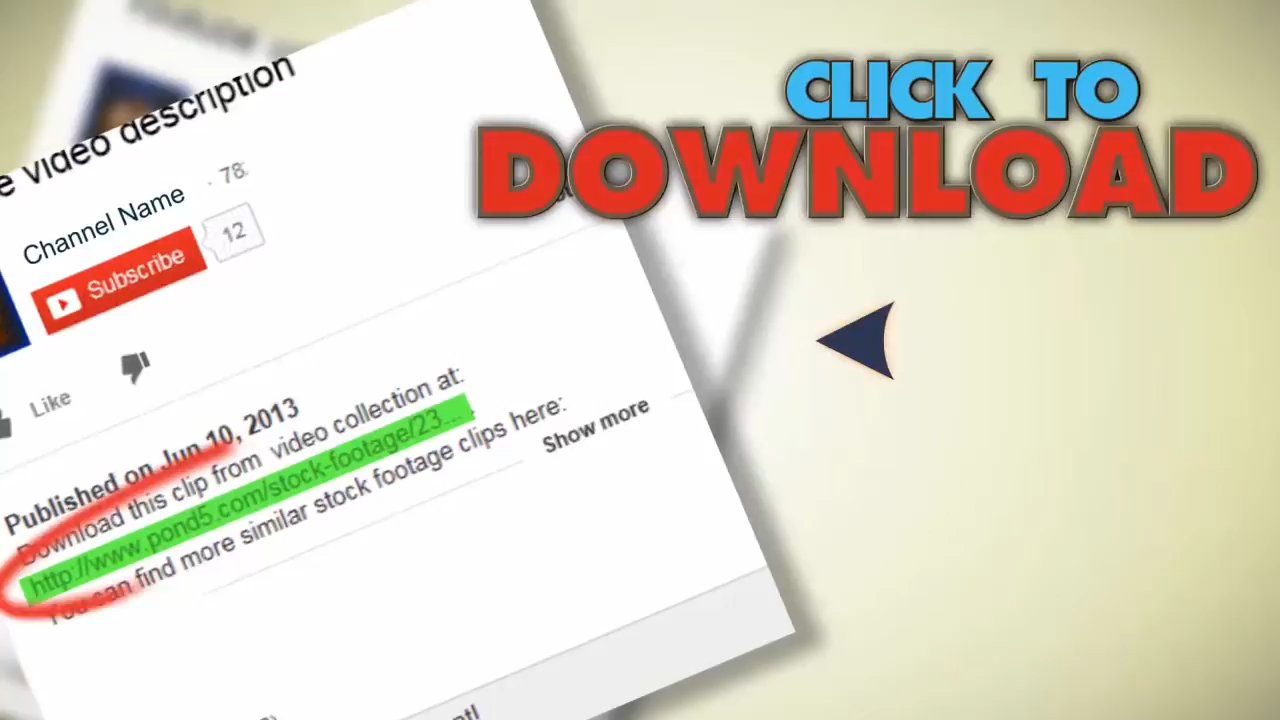 CLICK TO
DOWNLOAD
e video description
Channel Name
78
Subscribe
12
Like
Published on Jun 10, 2013
Download this clip from video collection at:
http://www.pond5.com/stock-footage/23...
You can find more similar stock footage clips here:
Show more